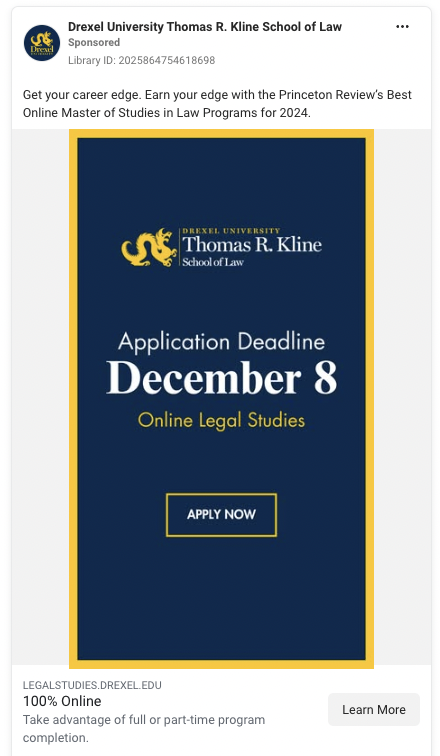 Drexel University Thomas R. Kline School of Law
Sponsored
Library ID: 2025864754618698
Get your career edge. Earn your edge with the Princeton Review's Best
Online Master of Studies in Law Programs for 2024.
DREXEL UNIVERSITY
Thomas R. Kline
School of Law
Application Deadline
December 8
Online Legal Studies
APPLY NOW
LEGALSTUDIES.DREXEL.EDU
100% Online
Learn More
Take advantage of full or part-time program
completion.